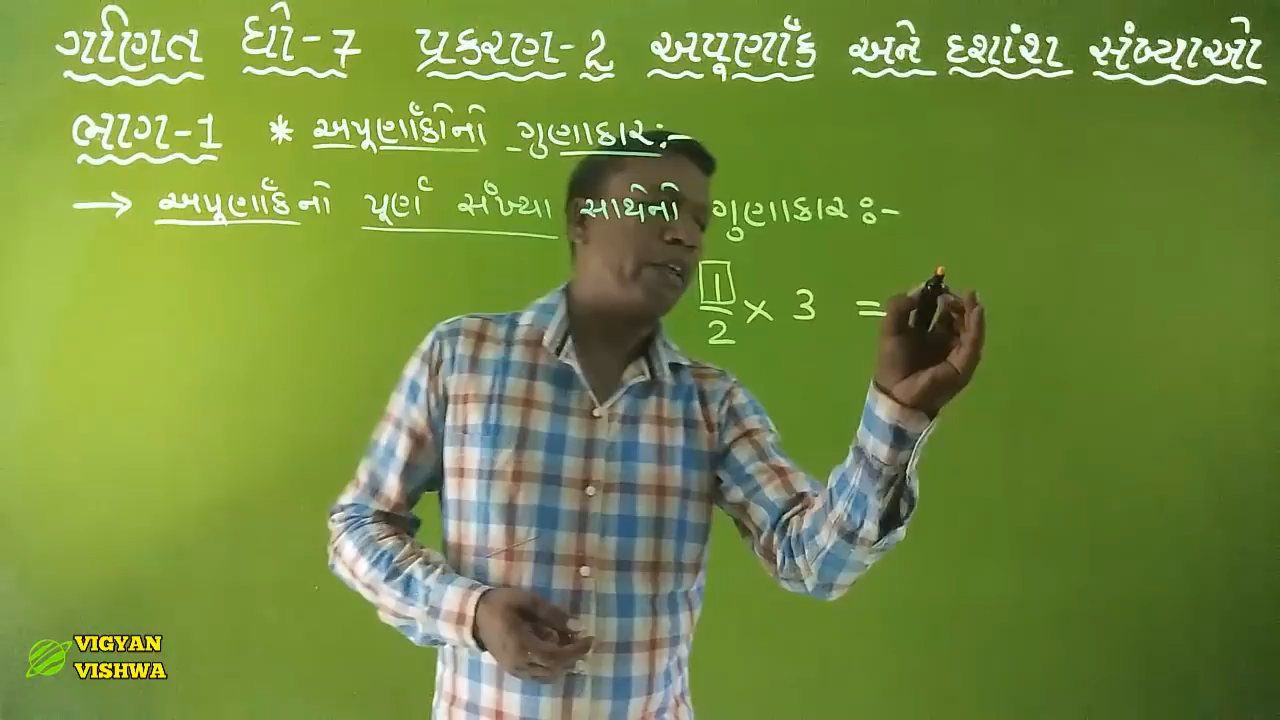 ગણિત ધો-7 પ્રકરણ-2 અપૂર્ણાંક અને દશાંશ સંખ્યાઓ
ભાગ-1 * અપૂર્ણાંકોનો ગુણાકાર:-
→ અપૂર્ણાંકનો પૂર્ણ સંખ્યા સાથેનો ગુણાકાર:-
1/2 × 3 =
VIGYAN
VISHWA